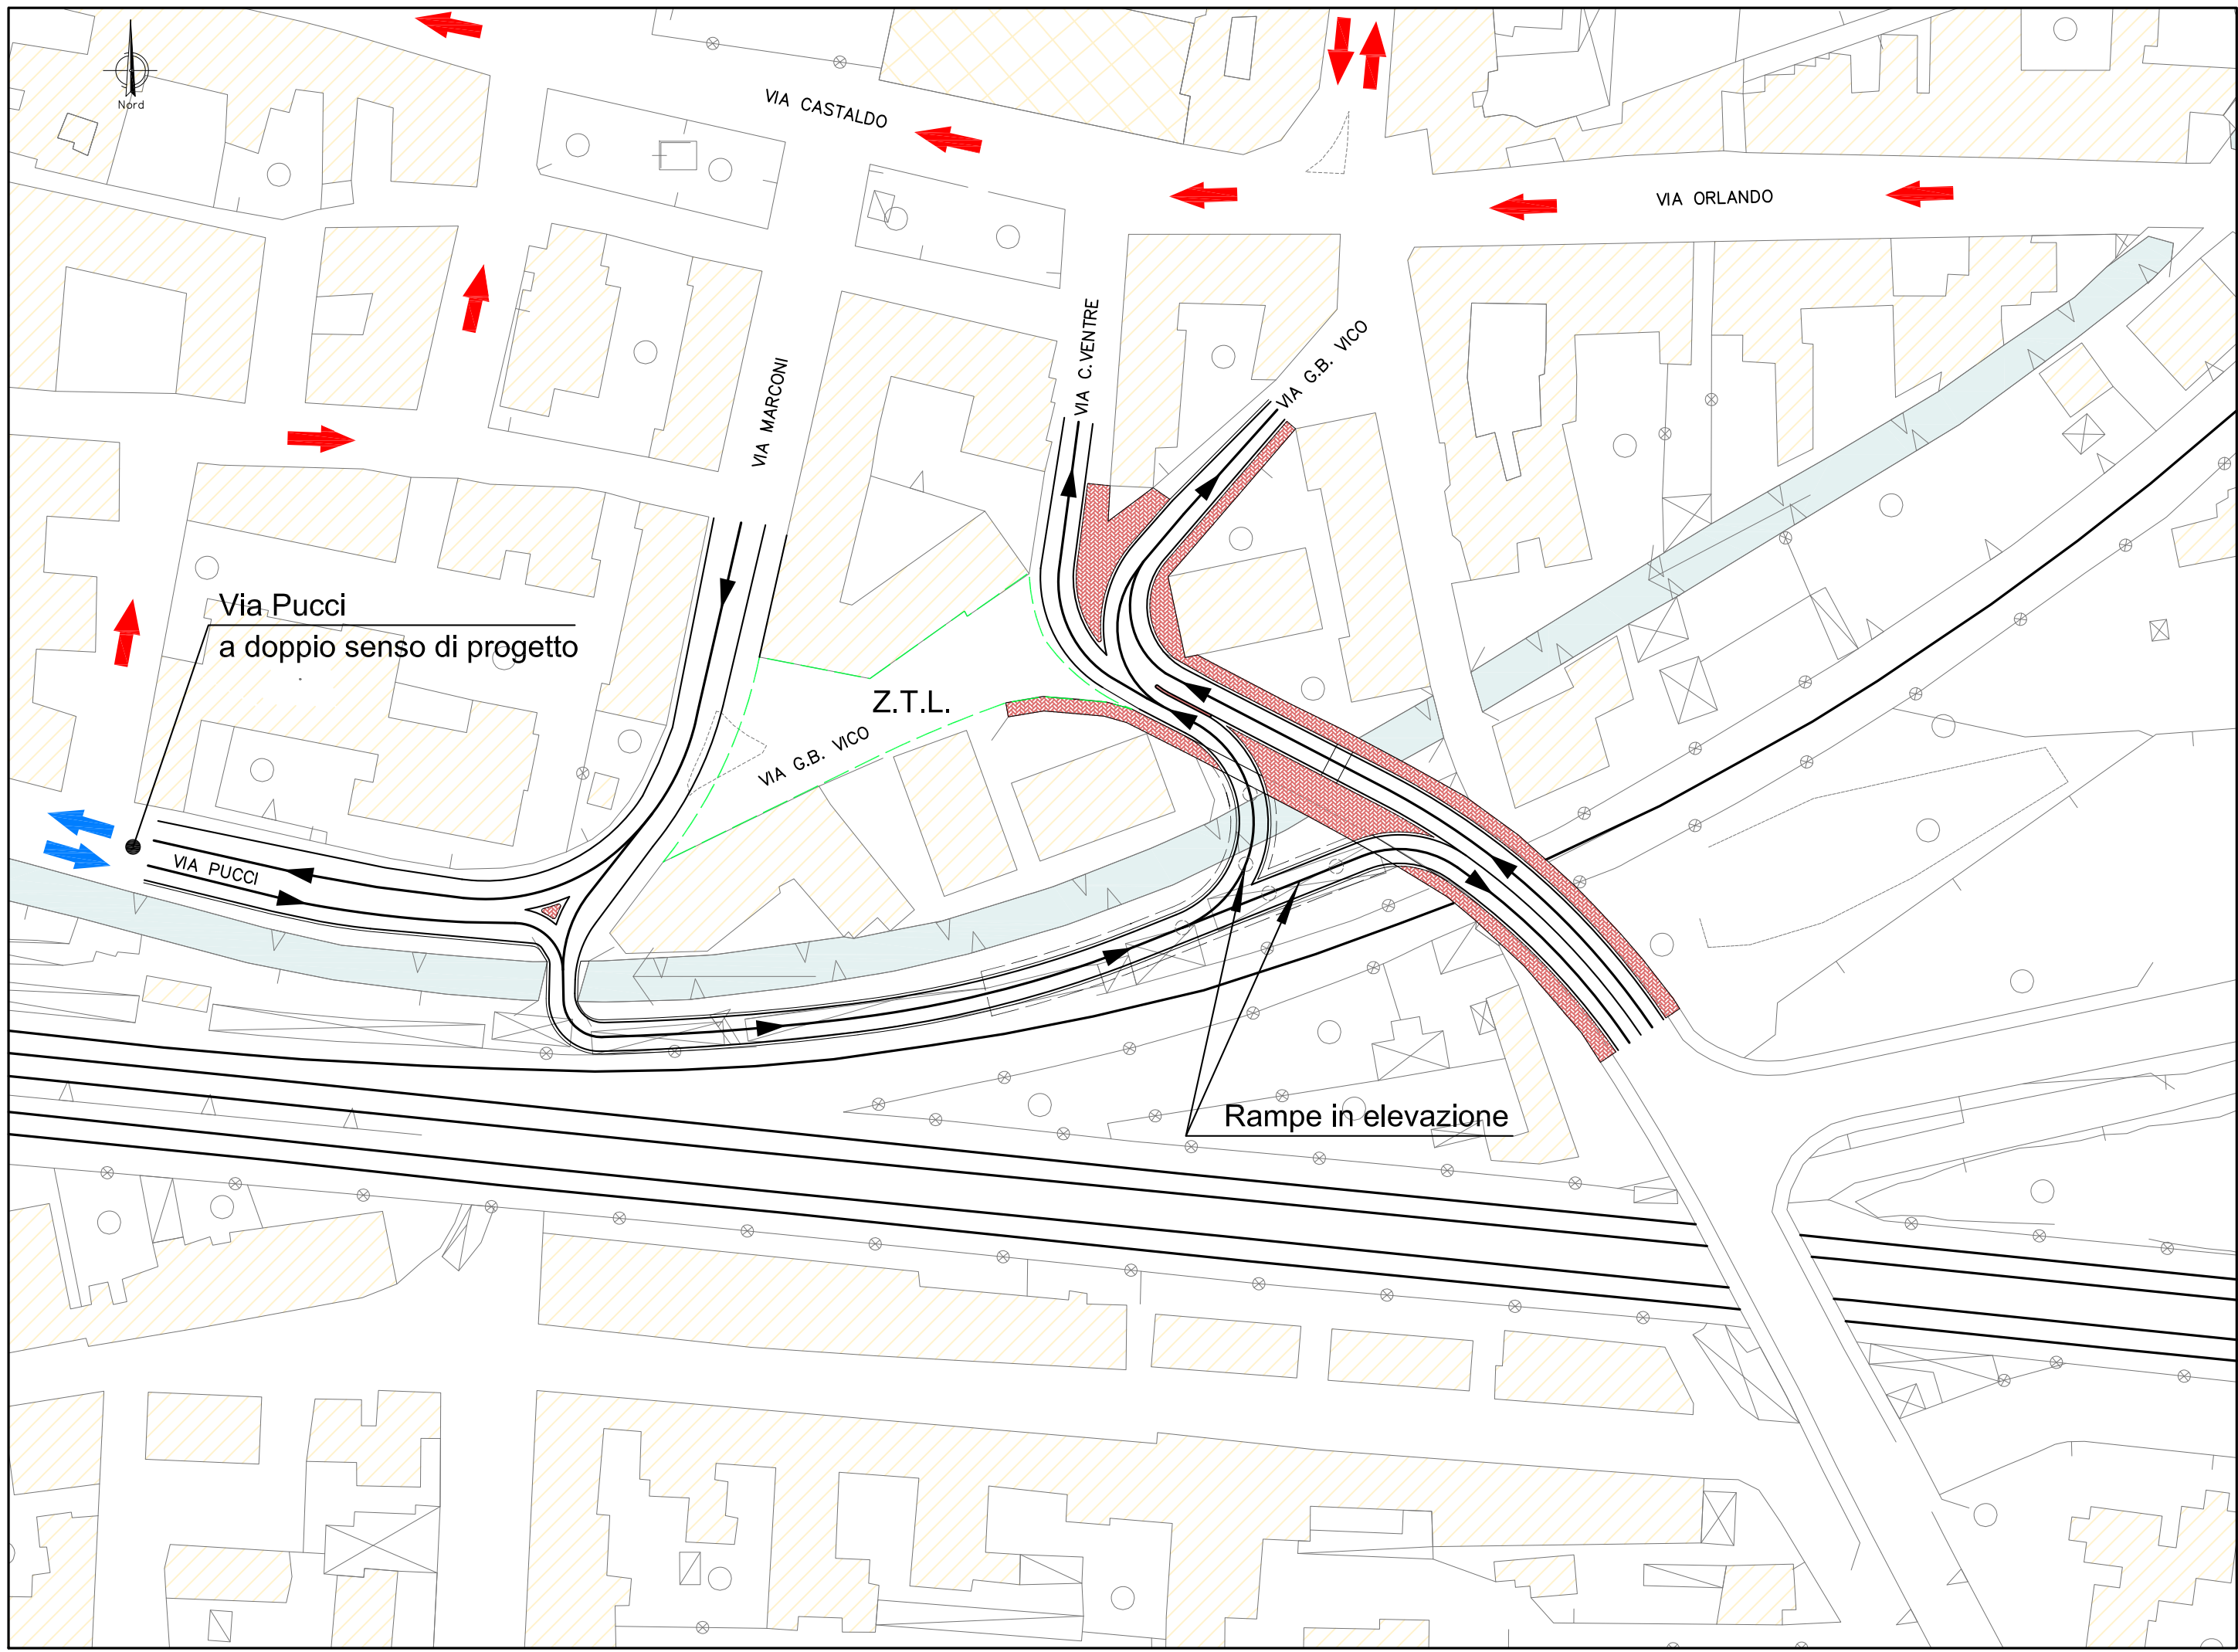 Nord
VIA CASTALDO
VIA ORLANDO
VIA C.VENTRE
VIA G.B. VICO
VIA MARCONI
Via Pucci
a doppio senso di progetto
Z.T.L.
VIA G.B. VICO
VIA PUCCI
Rampe in elevazione